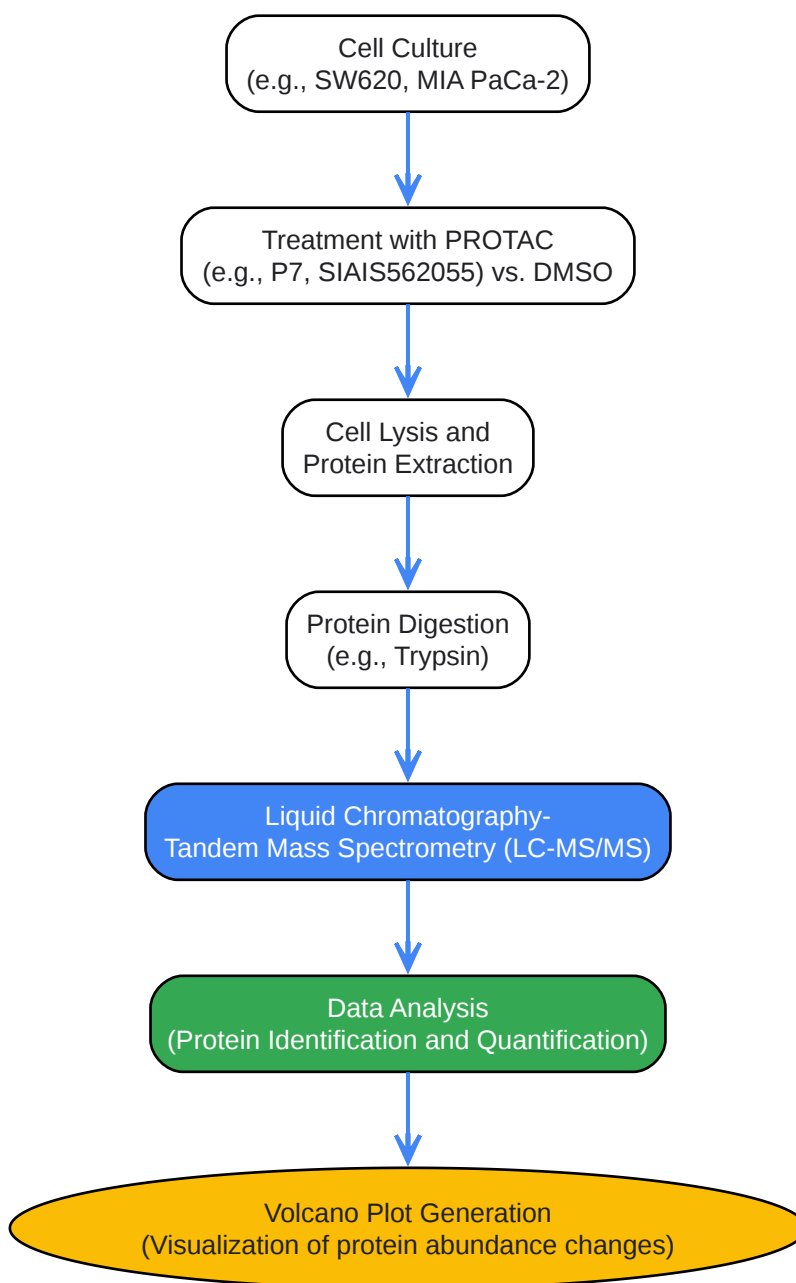 Cell Culture
(e.g., SW620, MIA PaCa-2)
Treatment with PROTAC
(e.g., P7, SIAIS562055) vs. DMSO
Cell Lysis and
Protein Extraction
Protein Digestion
(e.g., Trypsin)
Liquid Chromatography-
Tandem Mass Spectrometry (LC-MS/MS)
Data Analysis
(Protein Identification and Quantification)
Volcano Plot Generation
(Visualization of protein abundance changes)